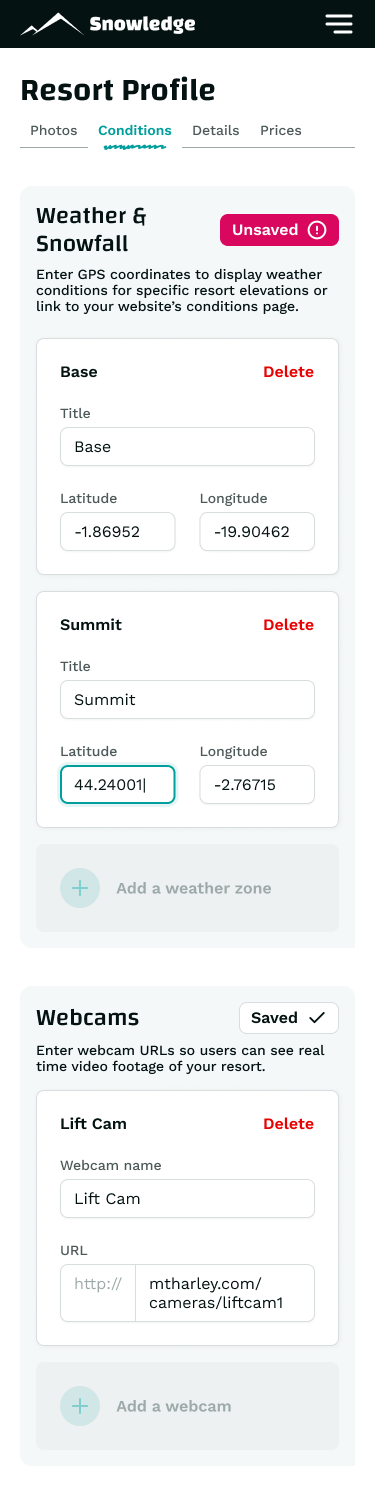 Snowledge
Resort Profile
Photos Conditions Details Prices
Weather &
Snowfall
Unsaved
Enter GPS coordinates to display weather
conditions for specific resort elevations or
link to your website’s conditions page.
Base Delete
Title
Base
Latitude Longitude
-1.86952 -19.90462
Summit Delete
Title
Summit
Latitude Longitude
44.24001 -2.76715
Add a weather zone
Webcams Saved
Enter webcam URLs so users can see real
time video footage of your resort.
Lift Cam Delete
Webcam name
Lift Cam
URL
http:// mtharley.com/
cameras/liftcam1
Add a webcam